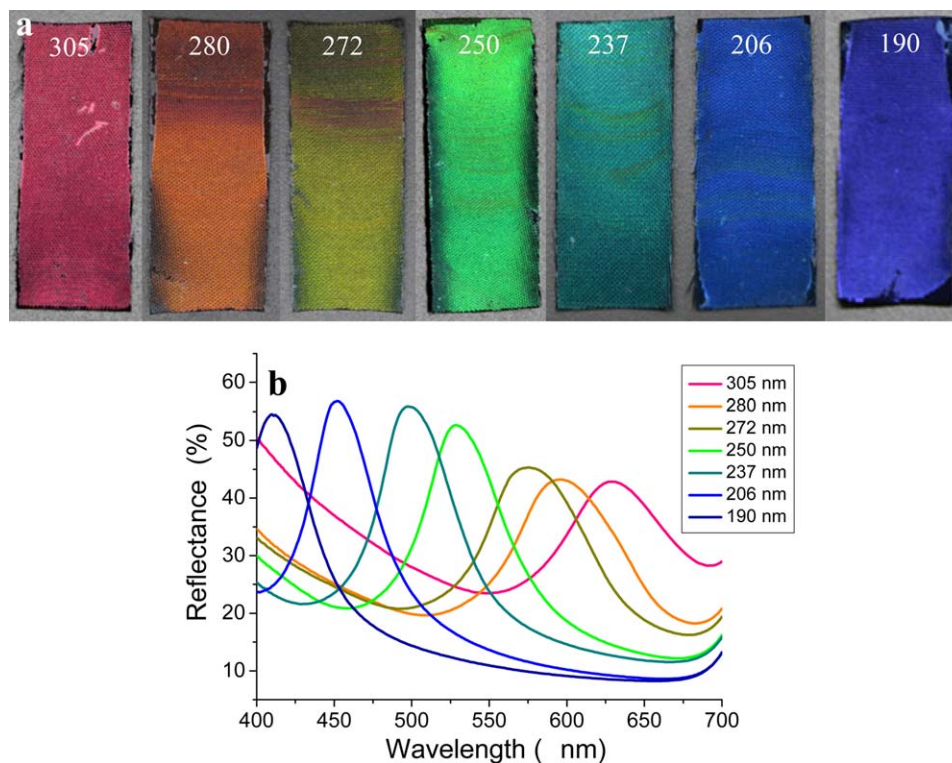 a
305 280 272 250 237 206 190
b
60
50
40
30
20
10
Reflectance (%)
400 450 500 550 600 650 700
Wavelength ( nm)
305 nm
280 nm
272 nm
250 nm
237 nm
206 nm
190 nm